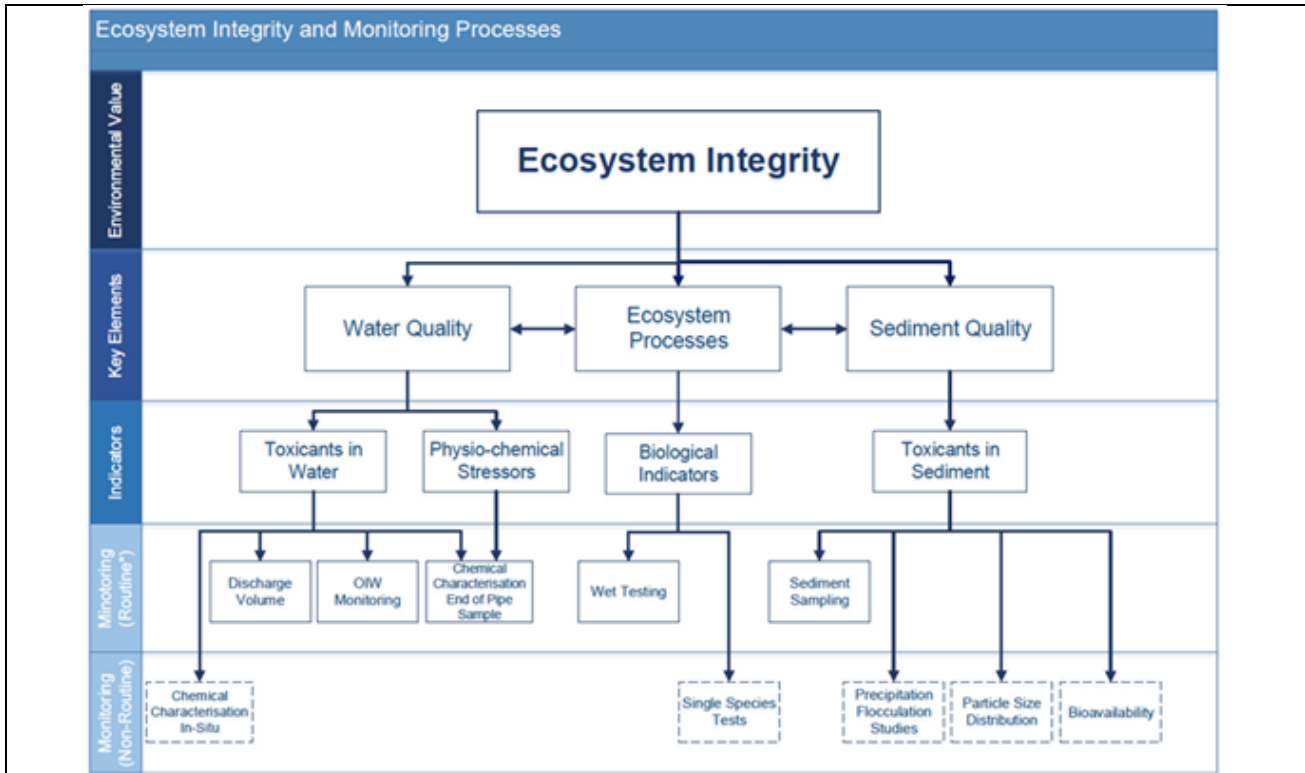 Ecosystem Integrity and Monitoring Processes
Environmental Value
Ecosystem Integrity
Key Elements
Water Quality
Ecosystem
Processes
Sediment Quality
Indicators
Toxicants in
Water
Physio-chemical
Stressors
Biological
Indicators
Toxicants in
Sediment
Minotoring
(Routine*)
Discharge
Volume
OIW
Monitoring
Chemical
Characterisation
End of Pipe
Sample
Wet Testing
Sediment
Sampling
Monitoring
(Non-Routine)
Chemical
Characterisation
In-Situ
Single Species
Tests
Precipitation
Flocculation
Studies
Particle Size
Distribution
Bioavailability